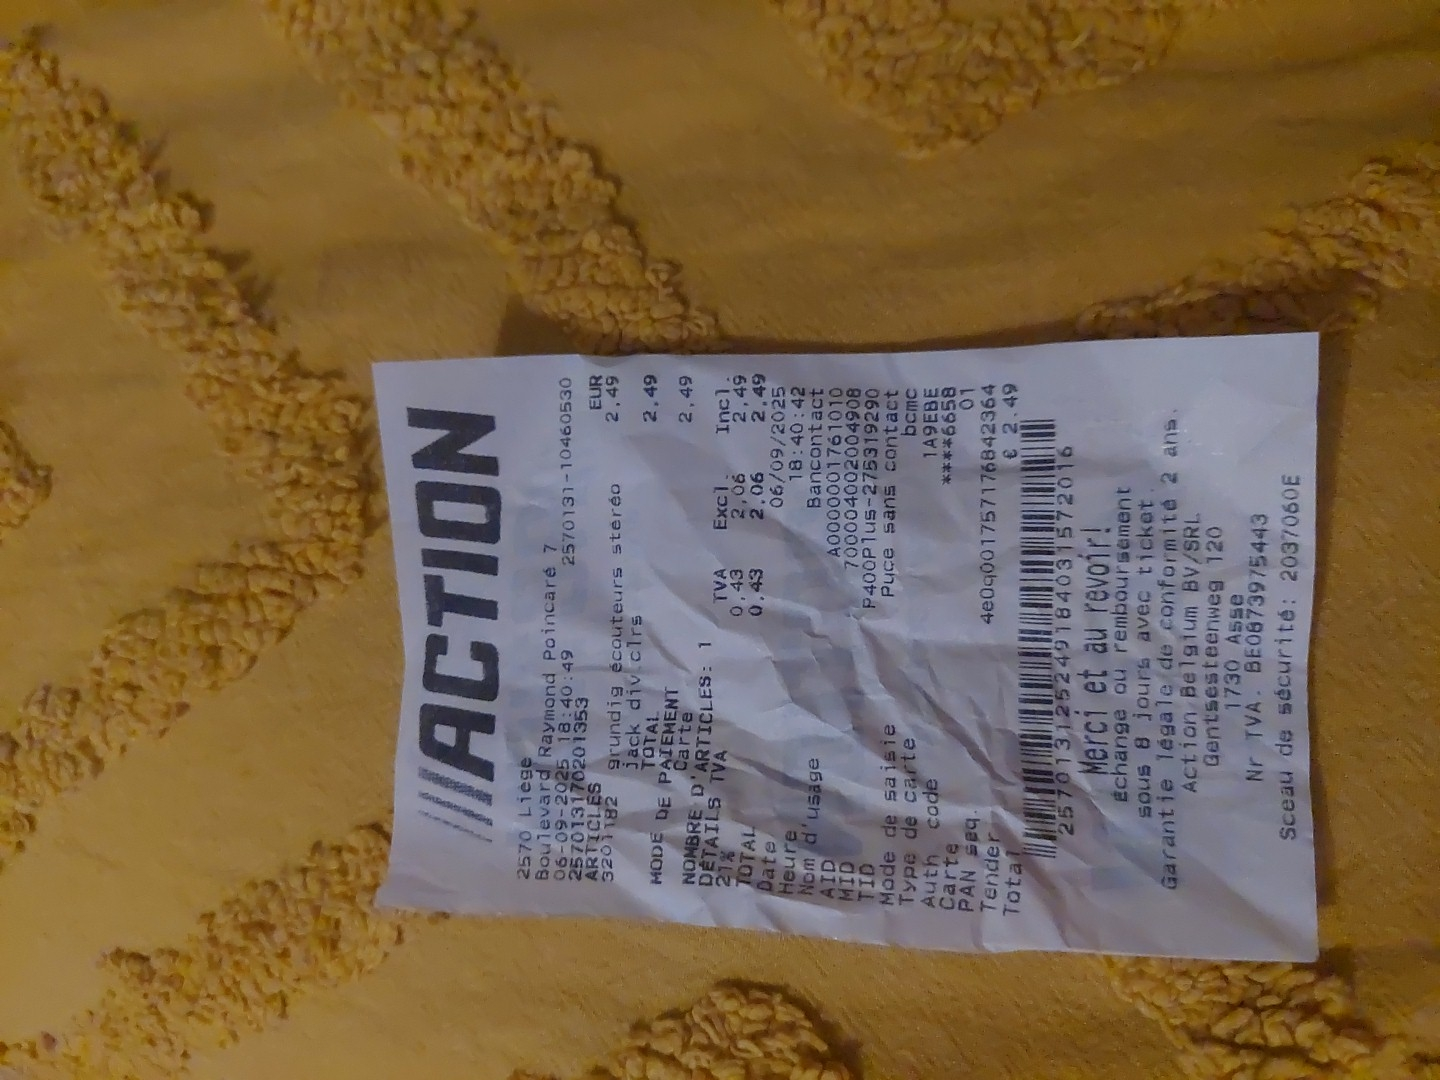 ACTION
2570 Liège
Boulevard Raymond Poincaré 7
06-09-2025 18:40:49 2570131-10460530
2570131702013​53
ARTICLES EUR
3201182 grundig écouteurs stéréo 2,49
jack div.clrs
TOTAL 2,49
MODE DE PAIEMENT
Carte 2,49
NOMBRE D'ARTICLES: 1
DÉTAILS TVA TVA Excl. Incl.
21% 0,43 2,06 2,49
TOTAL 0,43 2,06 2,49
Date 06/09/2025
Heure 18:40:42
Nom d'usage Bancontact
AID A0000001761010
MID 7000040020049​08
TID P400Plus-275319290
Mode de saisie Puce sans contact
Type de carte bcmc
Auth. code 1A9EBE
Carte ****6658
PAN seq. 01
Tender 4e0q001757176842364
Total € 2.49
2570131252491840315572016
Merci et au revoir!
Échange ou remboursement
sous 8 jours avec ticket.
Garantie légale de conformité 2 ans.
Action Belgium BV/SRL
Gentsesteenweg 120
1730 Asse
Nr TVA. BE0873975443
Sceau de sécurité: 2037060E